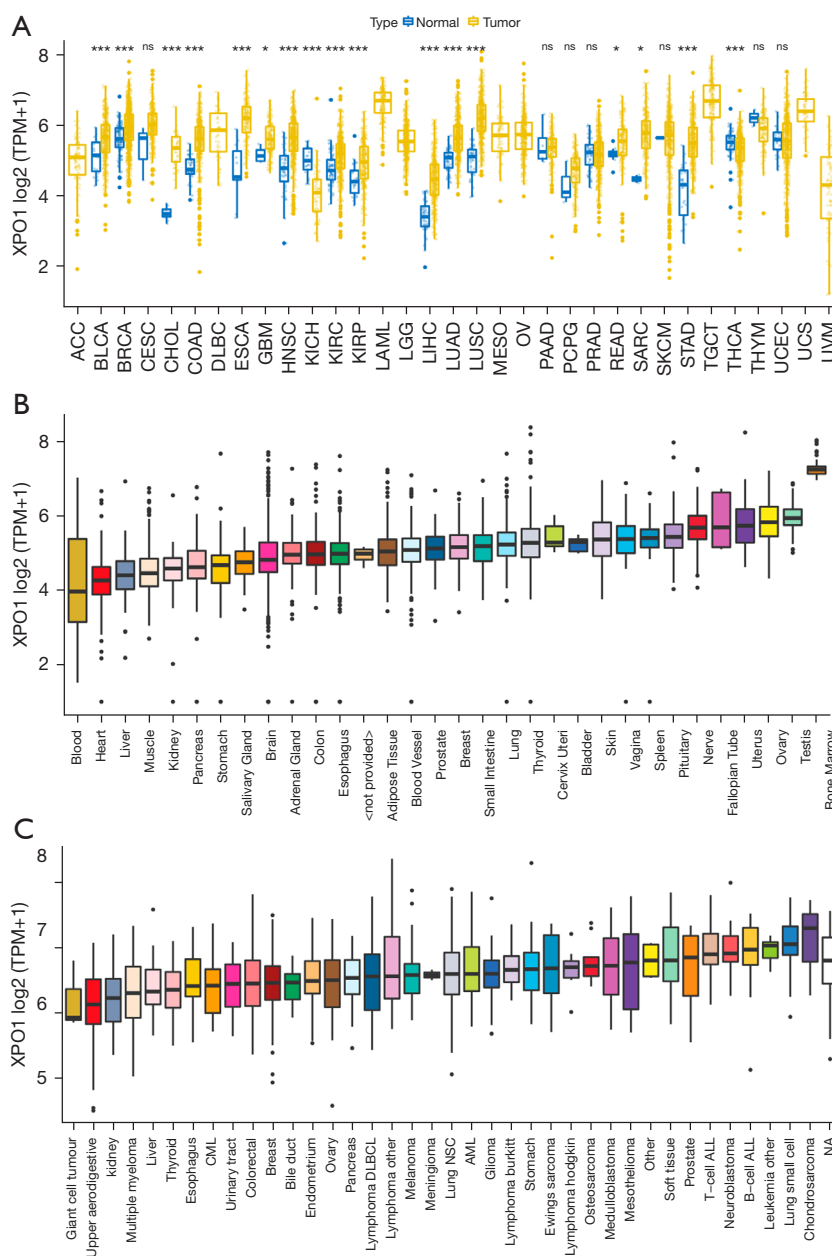 A
Type Normal Tumor
*** *** ns *** *** *** * *** *** *** *** *** *** *** ns ns ns * * ns *** *** ns ns
XPO1 log2 (TPM+1)
8
6
4
2
ACC
BLCA
BRCA
CESC
CHOL
COAD
DLBC
ESCA
GBM
HNSC
KICH
KIRC
KIRP
LAML
LGG
LIHC
LUAD
LUSC
MESO
OV
PAAD
PCPG
PRAD
READ
SARC
SKCM
STAD
TGCT
THCA
THYM
UCEC
UCS
UVM
B
XPO1 log2 (TPM+1)
8
6
4
2
Blood
Heart
Liver
Muscle
Kidney
Pancreas
Stomach
Salivary Gland
Brain
Adrenal Gland
Colon
Esophagus
<not provided>
Adipose Tissue
Blood Vessel
Prostate
Breast
Small Intestine
Lung
Thyroid
Cervix Uteri
Bladder
Skin
Vagina
Spleen
Pituitary
Nerve
Fallopian Tube
Uterus
Ovary
Testis
Bone Marrow
C
XPO1 log2 (TPM+1)
8
7
6
5
Giant cell tumour
Upper aerodigestive
kidney
Multiple myeloma
Liver
Thyroid
Esophagus
CML
Urinary tract
Colorectal
Breast
Bile duct
Endometrium
Ovary
Pancreas
Lymphoma DLBCL
Lymphoma other
Melanoma
Meningioma
Lung NSC
AML
Glioma
Lymphoma burkitt
Stomach
Ewings sarcoma
Lymphoma hodgkin
Osteosarcoma
Medulloblastoma
Mesothelioma
Other
Soft tissue
Prostate
T−cell ALL
Neuroblastoma
B−cell ALL
Leukemia other
Lung small cell
Chondrosarcoma
NA